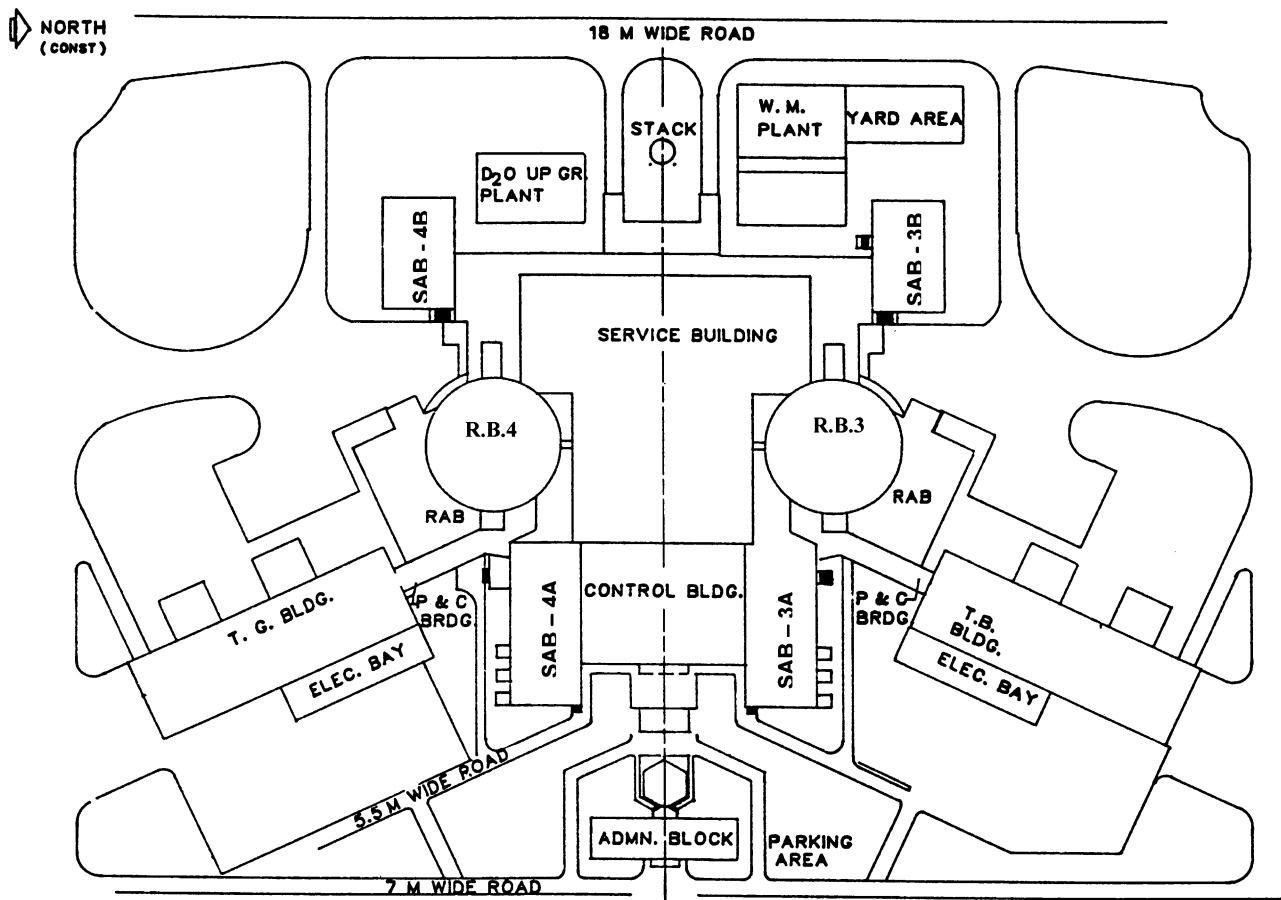 NORTH
(CONST)
18 M WIDE ROAD
STACK
W. M.
PLANT
YARD AREA
D2O UP GR.
PLANT
SAB - 4B
SAB - 3B
SERVICE BUILDING
R.B.4
R.B.3
RAB
RAB
CONTROL BLDG.
SAB - 4A
SAB - 3A
P & C
BRDG.
P & C
BRDG.
T. G. BLDG.
ELEC. BAY
T.B.
BLDG.
ELEC. BAY
5.5 M WIDE ROAD
ADMN. BLOCK
PARKING
AREA
7 M WIDE ROAD